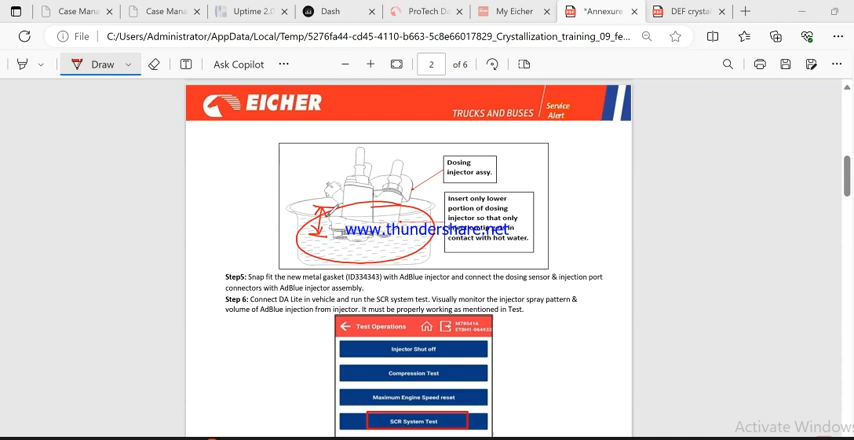 Case Mana
Case Mana
Uptime 2.0
Dash
ProTech Da
My Eicher
*Annexure
DEF crystal
File
C:/Users/Administrator/AppData/Local/Temp/5276fa44-cd45-4110-b663-5c8e66017829_Crystallization_training_09_fe...
Draw
Ask Copilot
2
of 6
EICHER
TRUCKS AND BUSES
Service
Alert
Dosing
injector assy.
Insert only lower
portion of dosing
injector so that only
www.thundershare.net
contact with hot water.
Step5: Snap fit the new metal gasket (ID334343) with AdBlue injector and connect the dosing sensor & injection port
connectors with AdBlue injector assembly.
Step 6: Connect DA Lite in vehicle and run the SCR system test. Visually monitor the injector spray pattern &
volume of AdBlue injection from injector. It must be properly working as mentioned in Test.
Test Operations
Injector Shut off
Compression Test
Maximum Engine Speed reset
SCR System Test
Activate Windows